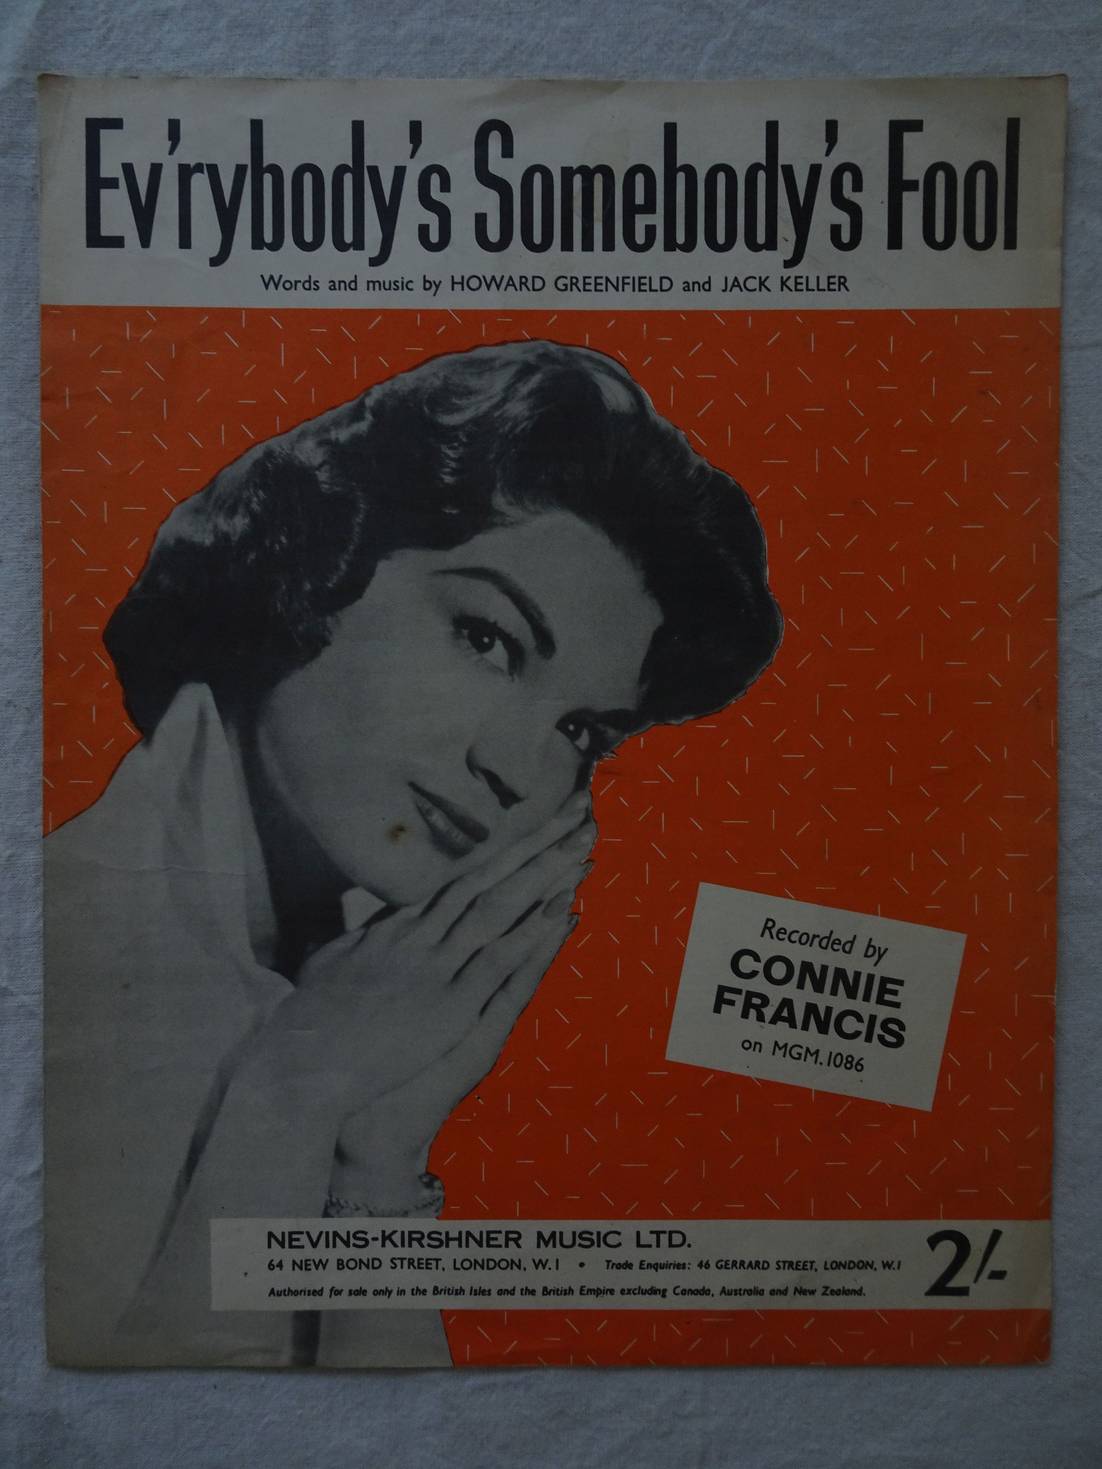 Ev'rybody's Somebody's Fool
Words and music by HOWARD GREENFIELD and JACK KELLER
Recorded by
CONNIE
FRANCIS
on MGM.1086
NEVINS-KIRSHNER MUSIC LTD.
64 NEW BOND STREET, LONDON, W.1 • Trade Enquiries: 46 GERRARD STREET, LONDON, W.1
Authorised for sale only in the British Isles and the British Empire excluding Canada, Australia and New Zealand.
2/-